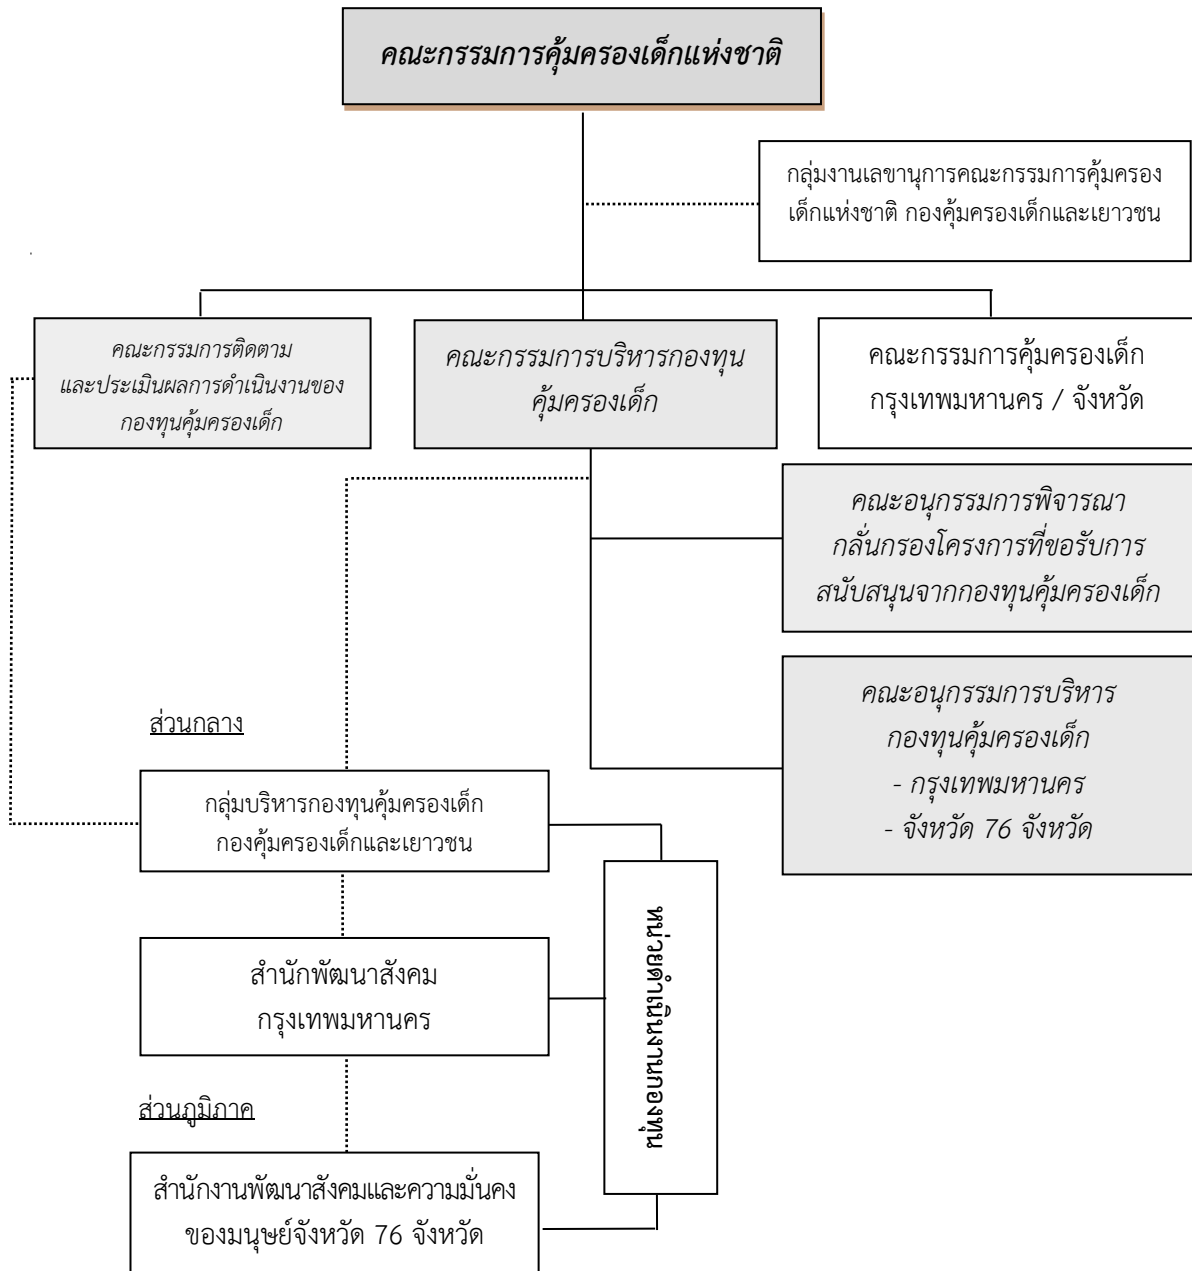 คณะกรรมการคุ้มครองเด็กแห่งชาติ
กลุ่มงานเลขานุการคณะกรรมการคุ้มครอง
เด็กแห่งชาติ กองคุ้มครองเด็กและเยาวชน
คณะกรรมการติดตาม
และประเมินผลการดำเนินงานของ
กองทุนคุ้มครองเด็ก
คณะกรรมการบริหารกองทุน
คุ้มครองเด็ก
คณะกรรมการคุ้มครองเด็ก
กรุงเทพมหานคร / จังหวัด
คณะอนุกรรมการพิจารณา
กลั่นกรองโครงการที่ขอรับการ
สนับสนุนจากกองทุนคุ้มครองเด็ก
คณะอนุกรรมการบริหาร
กองทุนคุ้มครองเด็ก
- กรุงเทพมหานคร
- จังหวัด 76 จังหวัด
ส่วนกลาง
กลุ่มบริหารกองทุนคุ้มครองเด็ก
กองคุ้มครองเด็กและเยาวชน
หน่วยดำเนินงานกองทุน
สำนักพัฒนาสังคม
กรุงเทพมหานคร
ส่วนภูมิภาค
สำนักงานพัฒนาสังคมและความมั่นคง
ของมนุษย์จังหวัด 76 จังหวัด